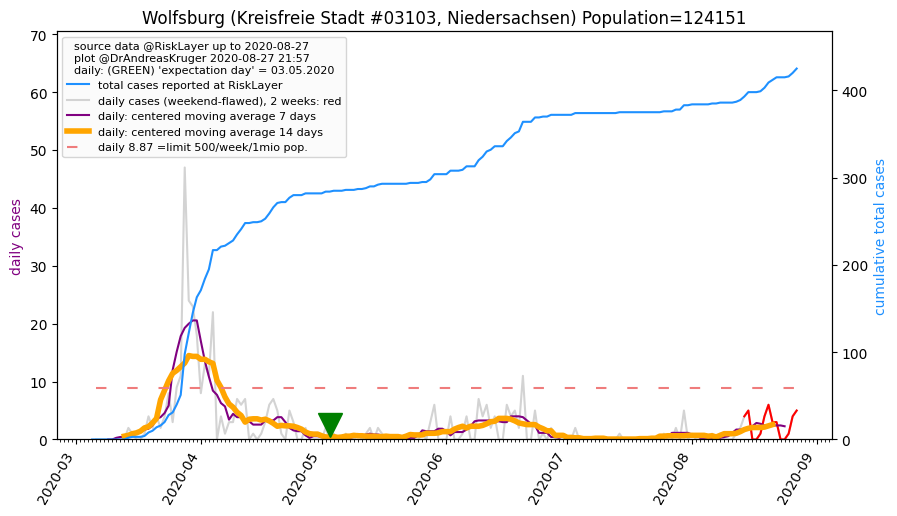 Wolfsburg (Kreisfreie Stadt #03103, Niedersachsen) Population=124151
source data @RiskLayer up to 2020-08-27
plot @DrAndreasKruger 2020-08-27 21:57
daily: (GREEN) 'expectation day' = 03.05.2020
total cases reported at RiskLayer
daily cases (weekend-flawed), 2 weeks: red
daily: centered moving average 7 days
daily: centered moving average 14 days
daily 8.87 =limit 500/week/1mio pop.
daily cases
70
60
50
40
30
20
10
0
cumulative total cases
400
300
200
100
0
2020-03
2020-04
2020-05
2020-06
2020-07
2020-08
2020-09